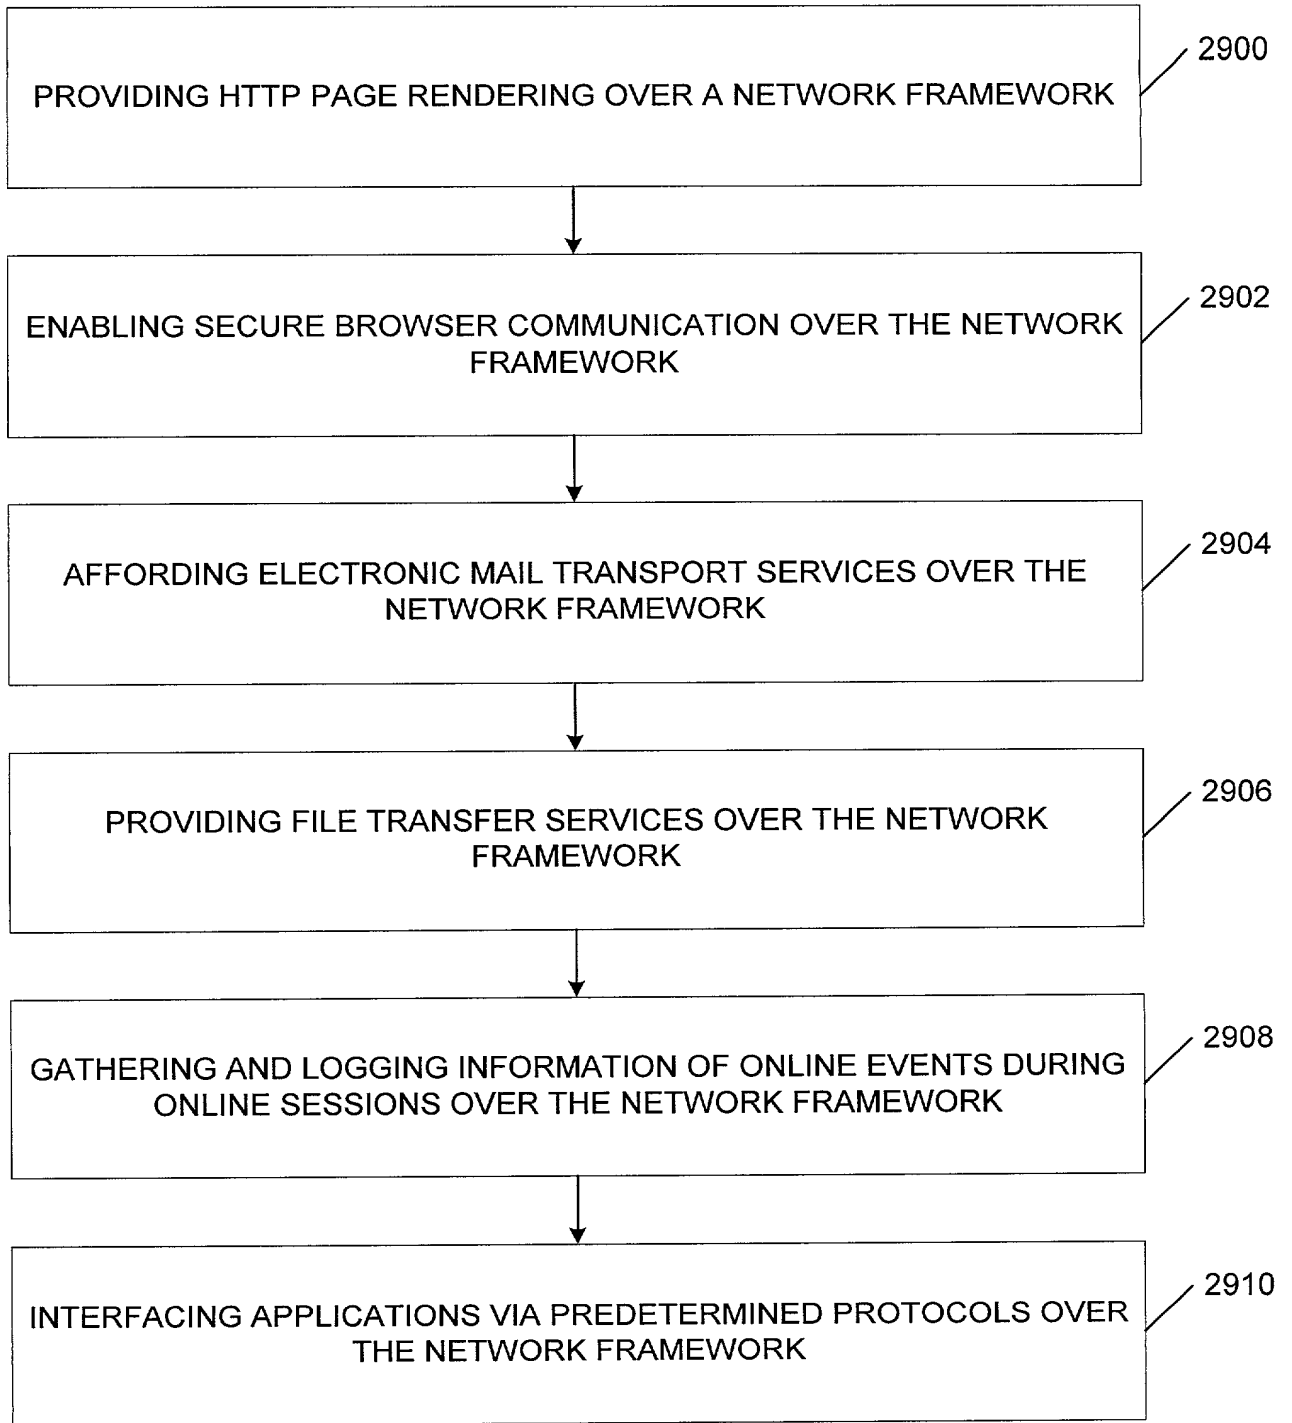 2900
PROVIDING HTTP PAGE RENDERING OVER A NETWORK FRAMEWORK
2902
ENABLING SECURE BROWSER COMMUNICATION OVER THE NETWORK
FRAMEWORK
2904
AFFORDING ELECTRONIC MAIL TRANSPORT SERVICES OVER THE
NETWORK FRAMEWORK
2906
PROVIDING FILE TRANSFER SERVICES OVER THE NETWORK
FRAMEWORK
2908
GATHERING AND LOGGING INFORMATION OF ONLINE EVENTS DURING
ONLINE SESSIONS OVER THE NETWORK FRAMEWORK
2910
INTERFACING APPLICATIONS VIA PREDETERMINED PROTOCOLS OVER
THE NETWORK FRAMEWORK